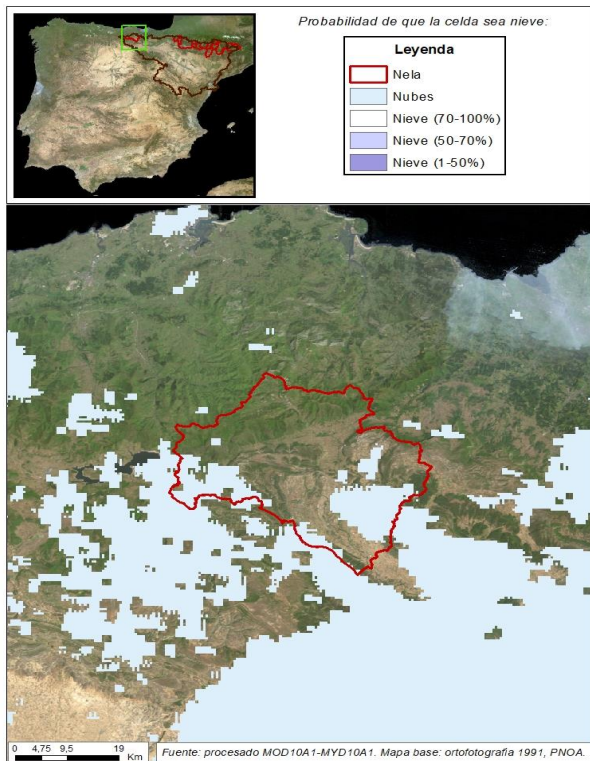 Probabilidad de que la celda sea nieve:
Leyenda
Nela
Nubes
Nieve (70-100%)
Nieve (50-70%)
Nieve (1-50%)
0 4,75 9,5 19
Km
Fuente: procesado MOD10A1-MYD10A1. Mapa base: ortofotografia 1991, PNOA.